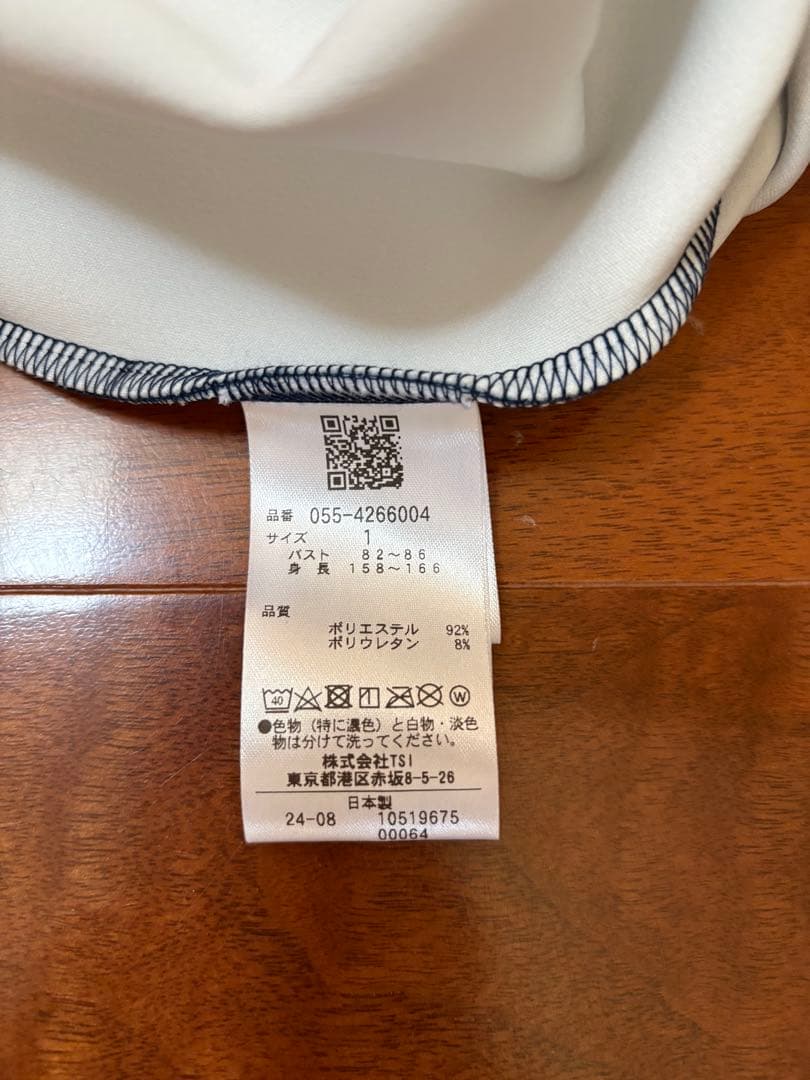 品番 055-4266004
サイズ 1
バスト 82～86
身長 158～166
品質
ポリエステル 92%
ポリウレタン 8%
40 W
●色物(特に濃色)と白物・淡色
物は分けて洗ってください。
株式会社TSI
東京都港区赤坂8-5-26
日本製
24-08 10519675
00064